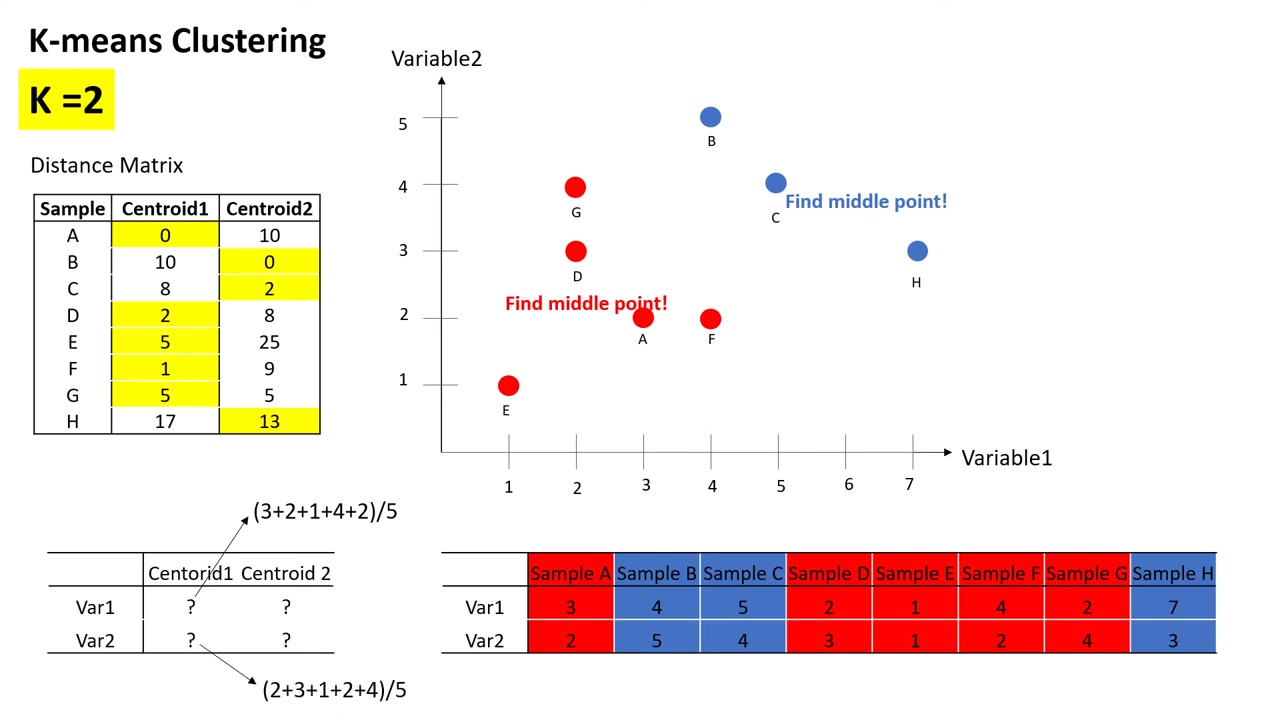 K-means Clustering
K =2
Distance Matrix
Sample Centroid1 Centroid2
A 0 10
B 10 0
C 8 2
D 2 8
E 5 25
F 1 9
G 5 5
H 17 13
Variable2
5
4
3
2
1
B
G
C
Find middle point!
D
H
Find middle point!
A
F
E
1 2 3 4 5 6 7
Variable1
(3+2+1+4+2)/5
Centorid1 Centroid 2
Var1 ? ?
Var2 ? ?
(2+3+1+2+4)/5
Sample A Sample B Sample C Sample D Sample E Sample F Sample G Sample H
Var1 3 4 5 2 1 4 2 7
Var2 2 5 4 3 1 2 4 3